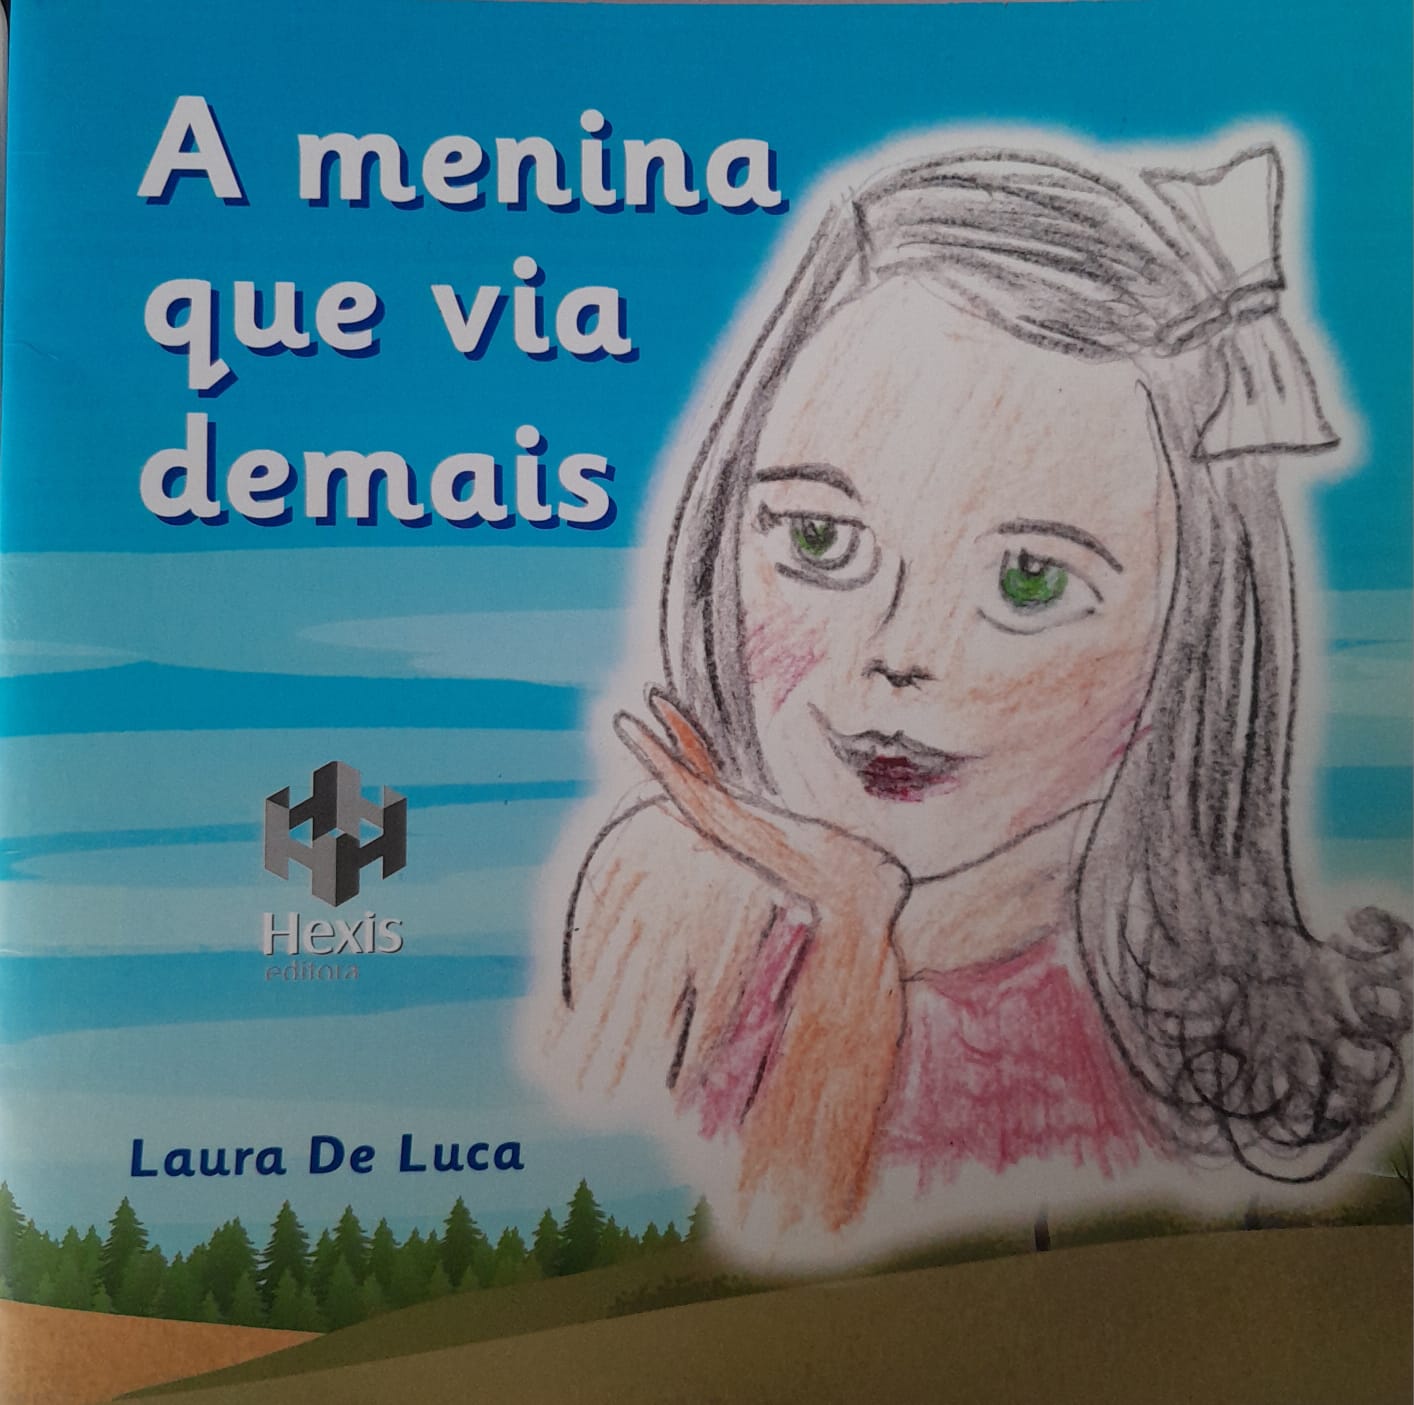 A menina
que via
demais
Hexis
editora
Laura De Luca